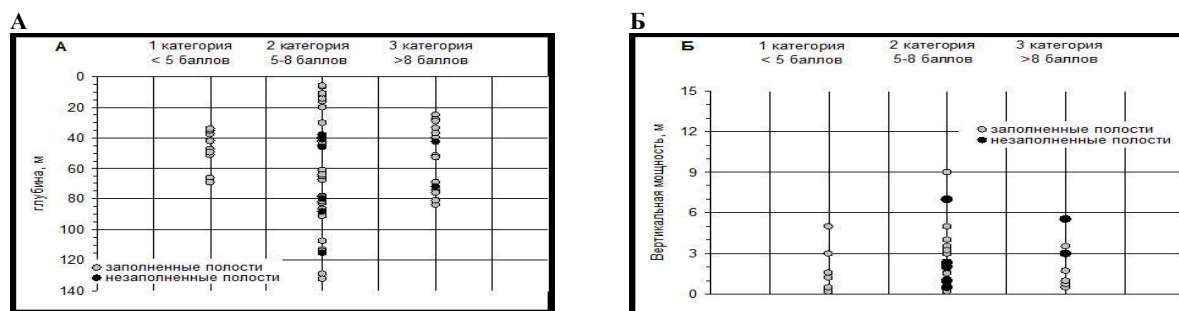 А
Б
А
1 категория 2 категория 3 категория
< 5 баллов 5-8 баллов >8 баллов
0
20
40
60
80
100
120
140
глубина, м
заполненные полости
незаполненные полости
Б
1 категория 2 категория 3 категория
< 5 баллов 5-8 баллов >8 баллов
15
12
9
6
3
0
Вертикальная мощность, м
заполненные полости
незаполненные полости